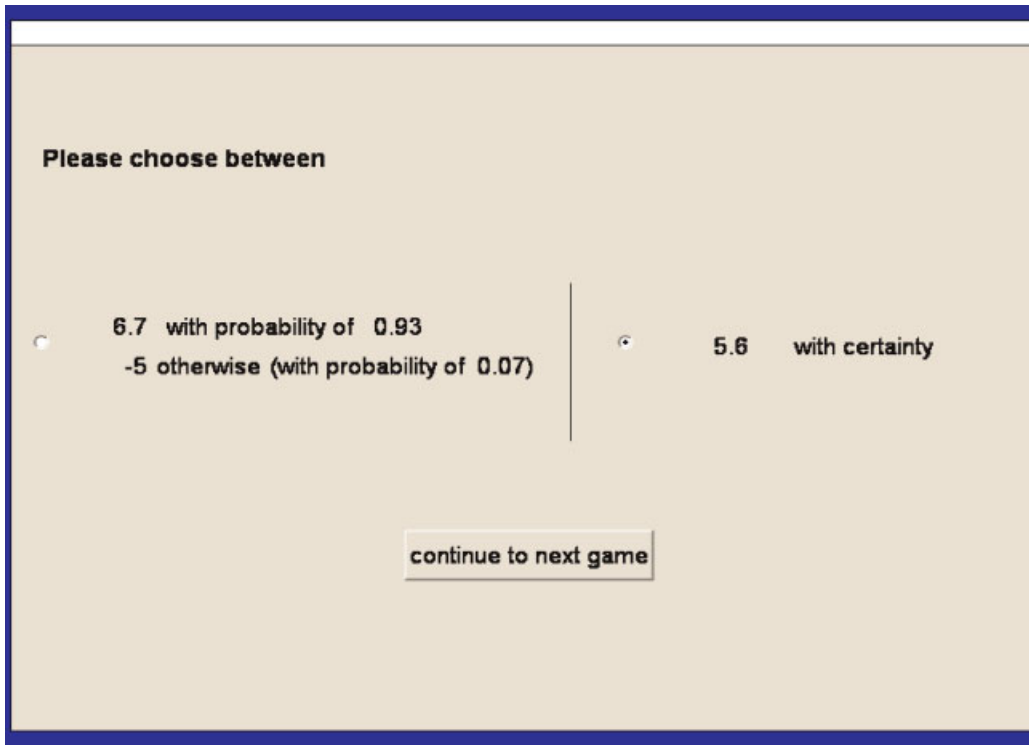 Please choose between
6.7 with probability of 0.93
-5 otherwise (with probability of 0.07)
5.6 with certainty
continue to next game